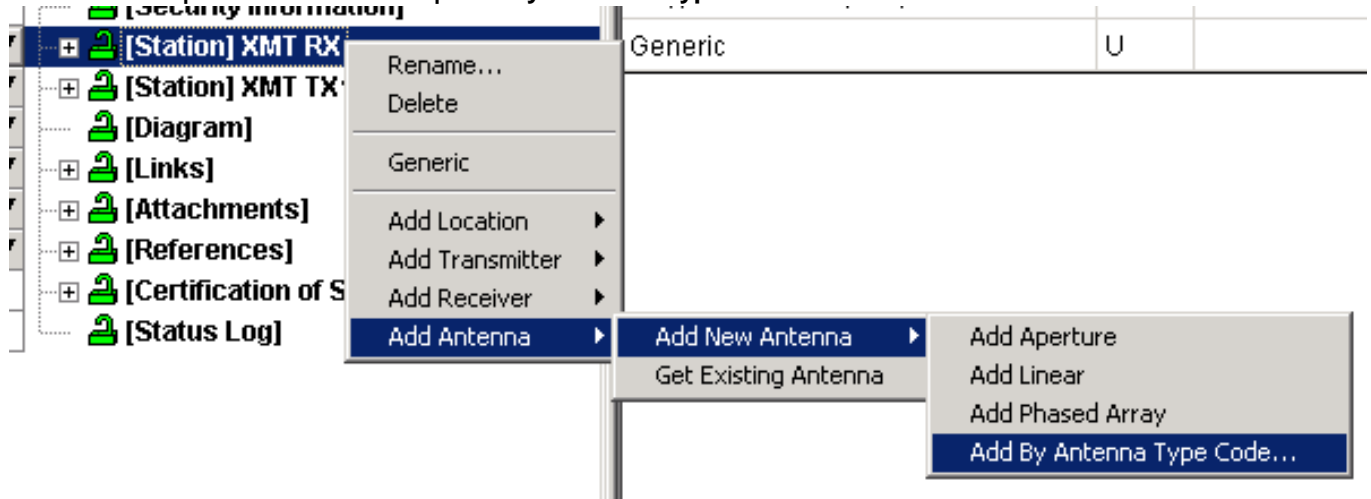 [Security Information]
[Station] XMT RX
Generic
U
[Station] XMT TX
[Diagram]
[Links]
[Attachments]
[References]
[Certification of S
[Status Log]
Rename...
Delete
Generic
Add Location
Add Transmitter
Add Receiver
Add Antenna
Add New Antenna
Get Existing Antenna
Add Aperture
Add Linear
Add Phased Array
Add By Antenna Type Code...